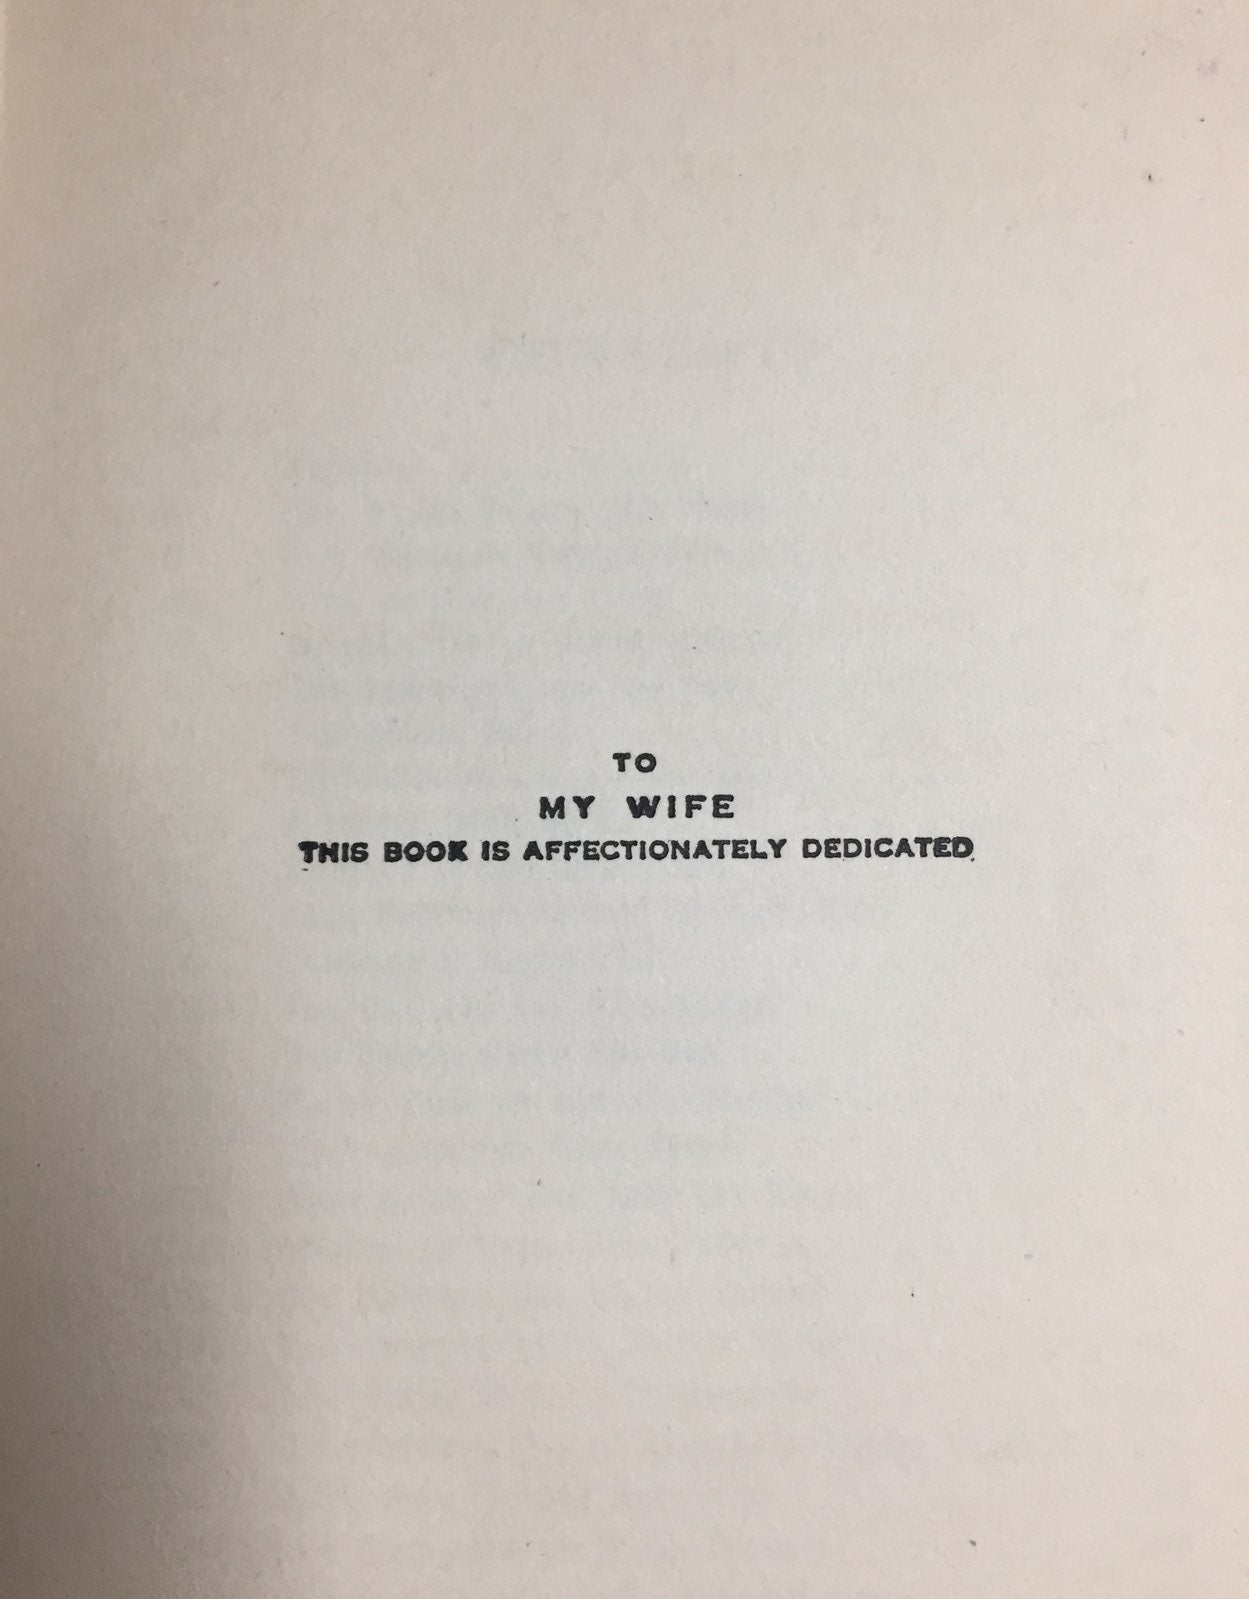 TO
MY WIFE
THIS BOOK IS AFFECTIONATELY DEDICATED.